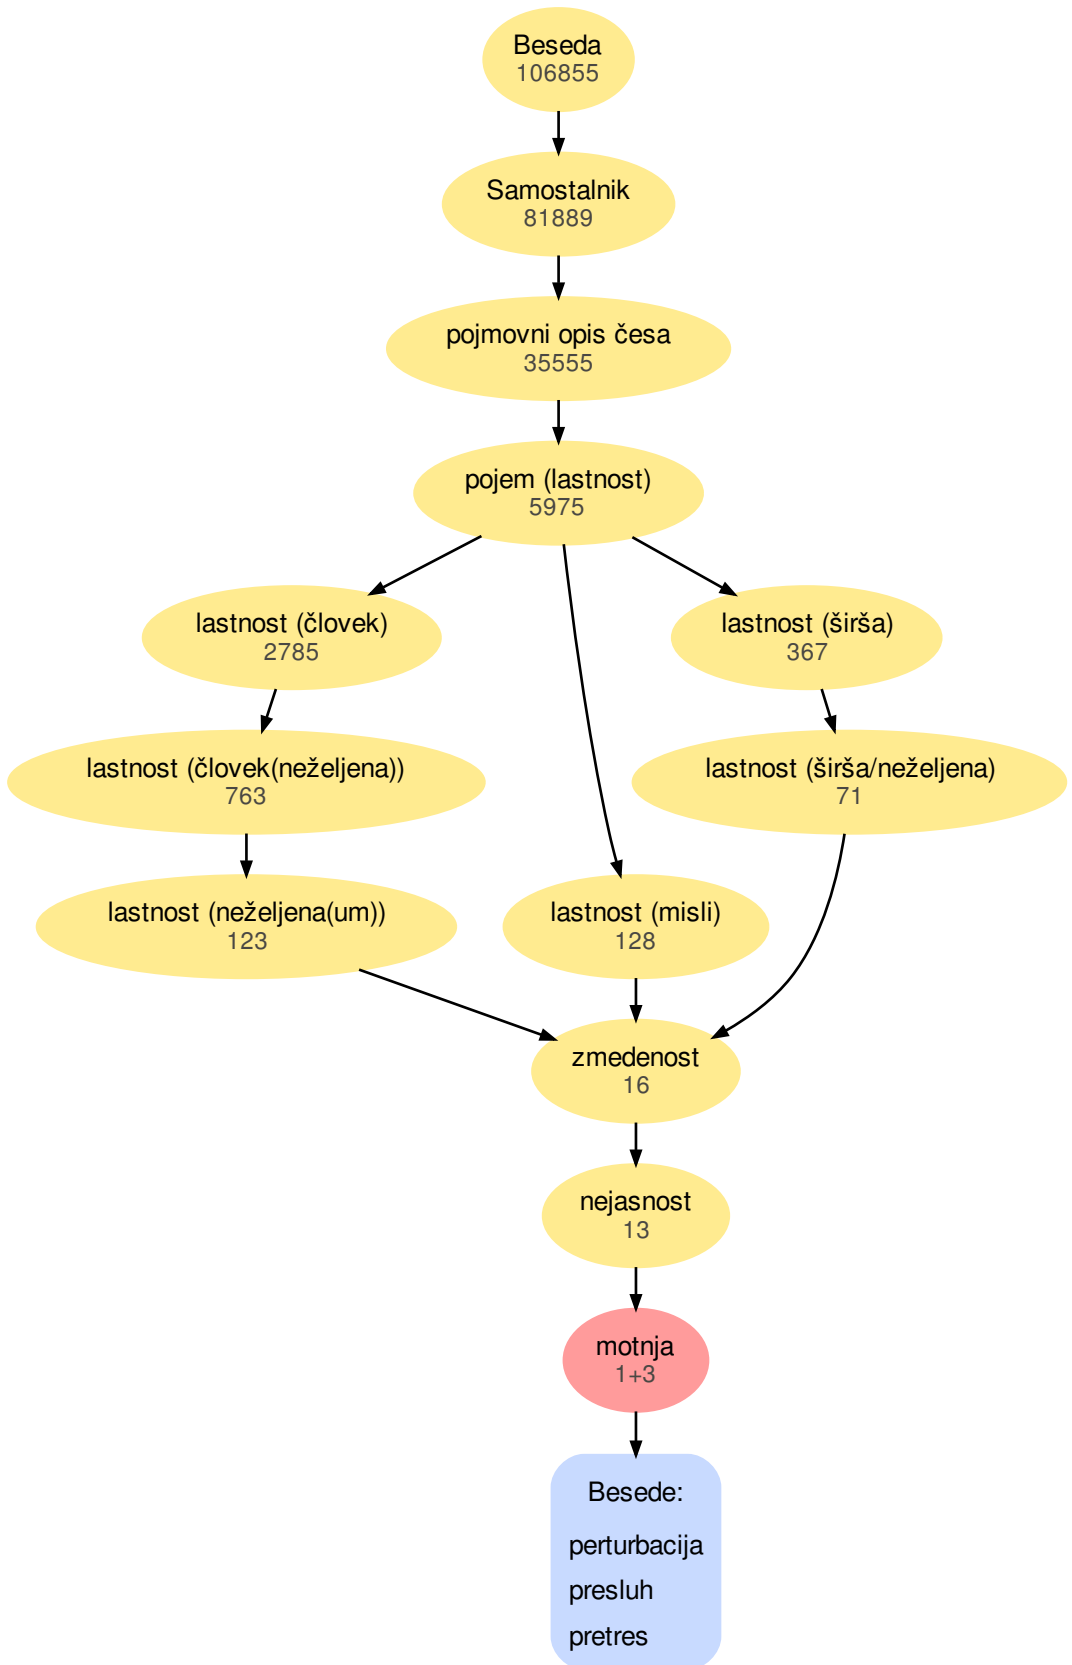 Beseda
106855
Samostalnik
81889
pojmovni opis česa
35555
pojem (lastnost)
5975
lastnost (človek)
2785
lastnost (širša)
367
lastnost (človek(neželjena))
763
lastnost (širša/neželjena)
71
lastnost (neželjena(um))
123
lastnost (misli)
128
zmedenost
16
nejasnost
13
motnja
1+3
Besede:
perturbacija
presluh
pretres